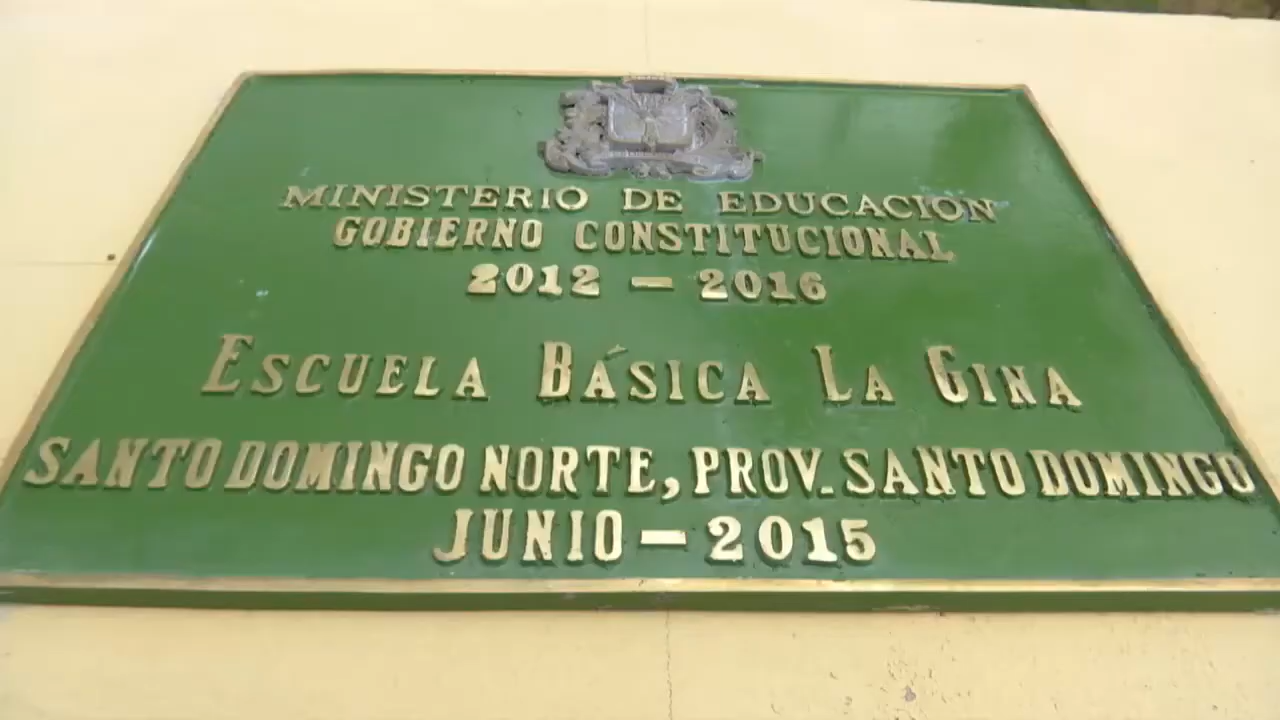 MINISTERIO DE EDUCACION
GOBIERNO CONSTITUCIONAL
2012 - 2016
ESCUELA BÁSICA LA GINA
SANTO DOMINGO NORTE, PROV. SANTO DOMINGO
JUNIO - 2015